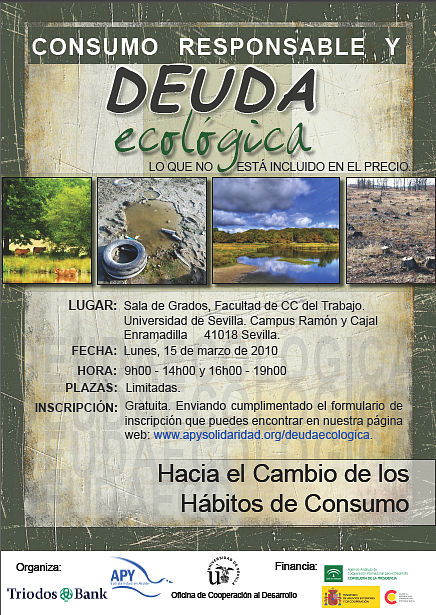 CONSUMO RESPONSABLE Y
DEUDA
ecológica
LO QUE NO ESTÁ INCLUIDO EN EL PRECIO
LUGAR: Sala de Grados, Facultad de CC del Trabajo.
Universidad de Sevilla. Campus Ramón y Cajal
Enramadilla 41018 Sevilla.
FECHA: Lunes, 15 de marzo de 2010
HORA: 9h00 - 14h00 y 16h00 - 19h00
PLAZAS: Limitadas.
INSCRIPCIÓN: Gratuita. Enviando cumplimentado el formulario de
inscripción que puedes encontrar en nuestra página
web: www.apysolidaridad.org/deudaecologica.
Hacia el Cambio de los
Hábitos de Consumo
Organiza:
Financia:
Triodos Bank
APY
Oficina de Cooperación al Desarrollo